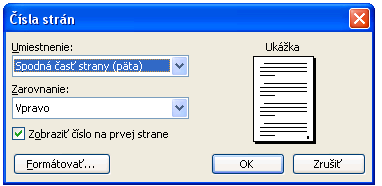 Čísla strán
Umiestnenie:
Spodná časť strany (päta)
Zarovnanie:
Vpravo
Zobraziť číslo na prvej strane
Ukážka
Formátovať...
OK
Zrušiť